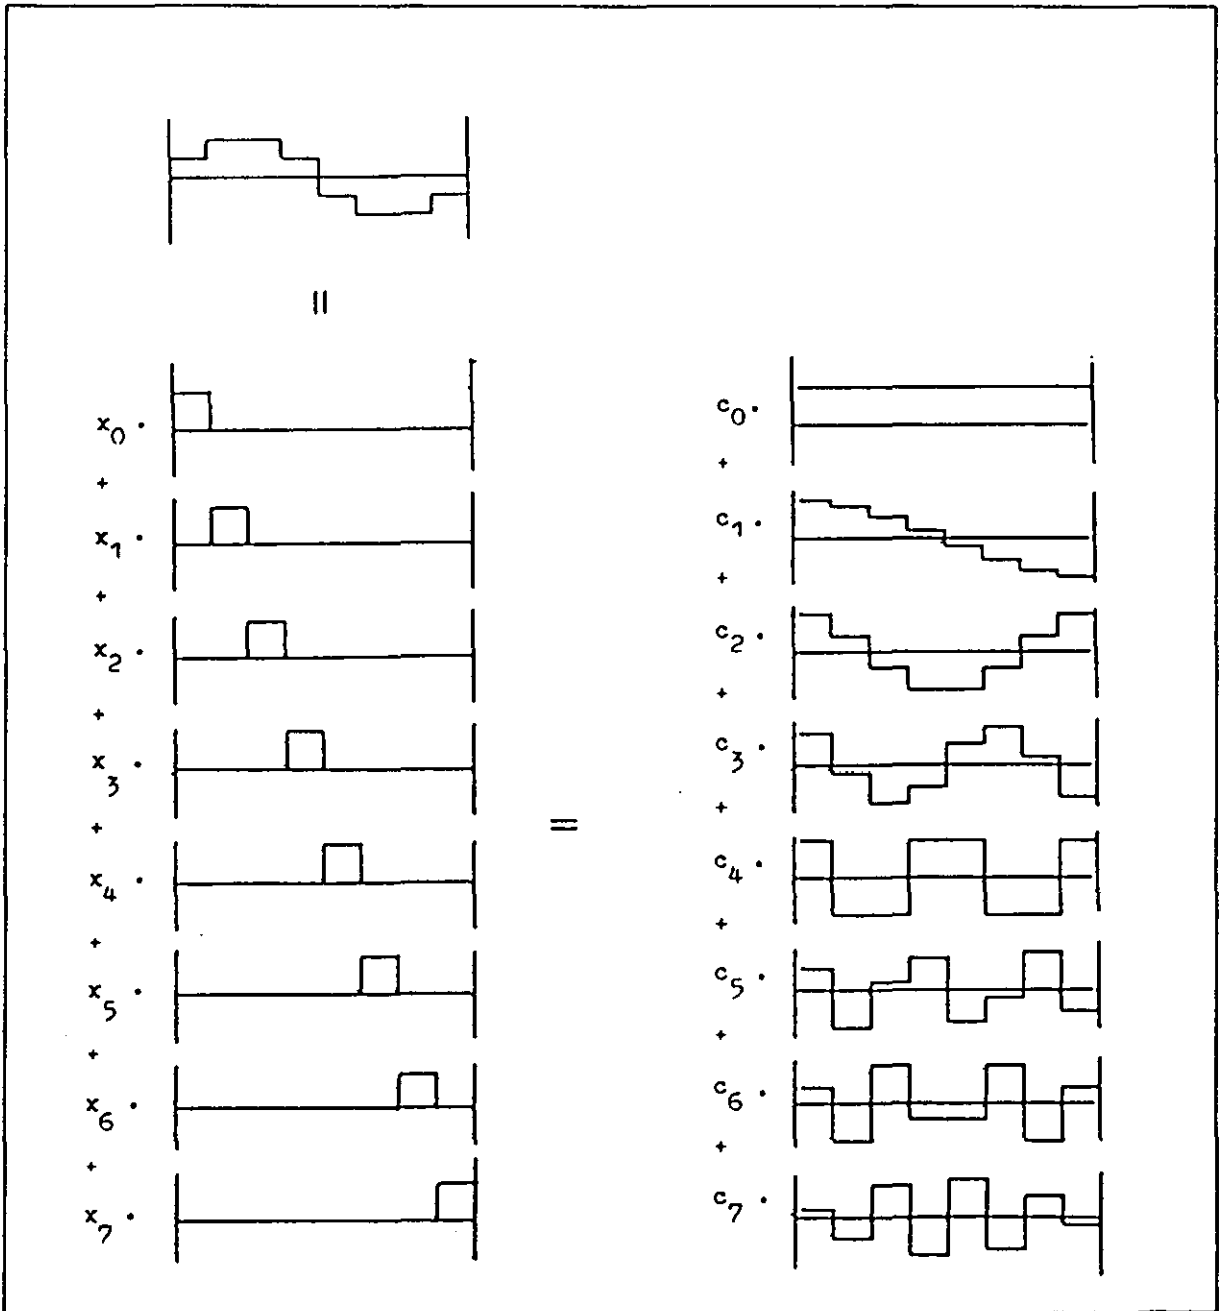 =
x0 ·
+
x1 ·
+
x2 ·
+
x3 ·
+
x4 ·
+
x5 ·
+
x6 ·
+
x7 ·
=
c0 ·
+
c1 ·
+
c2 ·
+
c3 ·
+
c4 ·
+
c5 ·
+
c6 ·
+
c7 ·